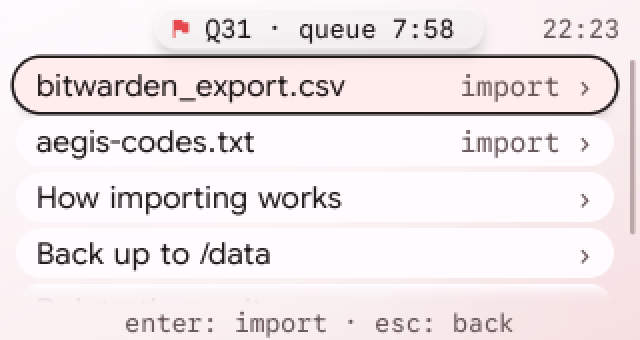 Q31 · queue 7:58 22:23
bitwarden_export.csv import ›
aegis-codes.txt import ›
How importing works ›
Back up to /data ›
enter: import · esc: back